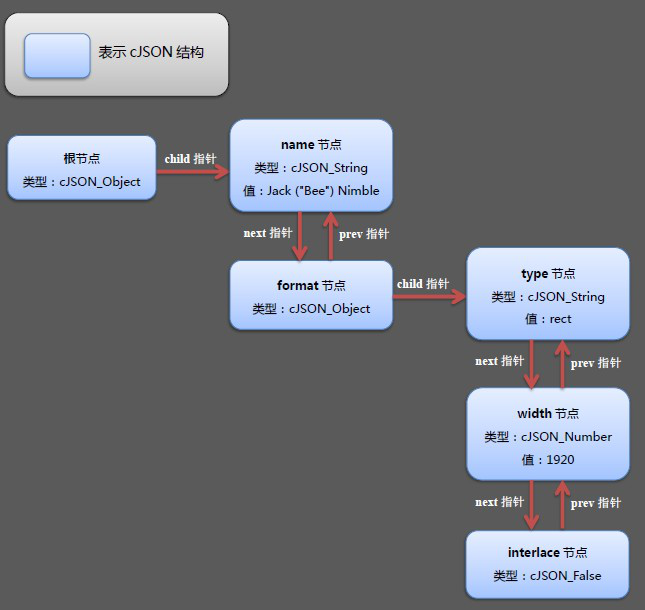 表示 cJSON 结构
根节点
类型：cJSON_Object
child 指针
name 节点
类型：cJSON_String
值：Jack ("Bee") Nimble
next 指针
prev 指针
format 节点
类型：cJSON_Object
child 指针
type 节点
类型：cJSON_String
值：rect
next 指针
prev 指针
width 节点
类型：cJSON_Number
值：1920
next 指针
prev 指针
interlace 节点
类型：cJSON_False